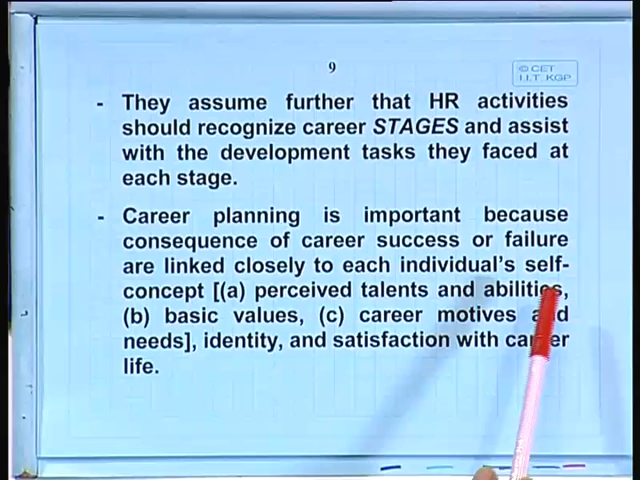 9
© CET
I.I.T. KGP
- They assume further that HR activities
should recognize career STAGES and assist
with the development tasks they faced at
each stage.
- Career planning is important because
consequence of career success or failure
are linked closely to each individual's self-
concept [(a) perceived talents and abilities,
(b) basic values, (c) career motives and
needs], identity, and satisfaction with career
life.